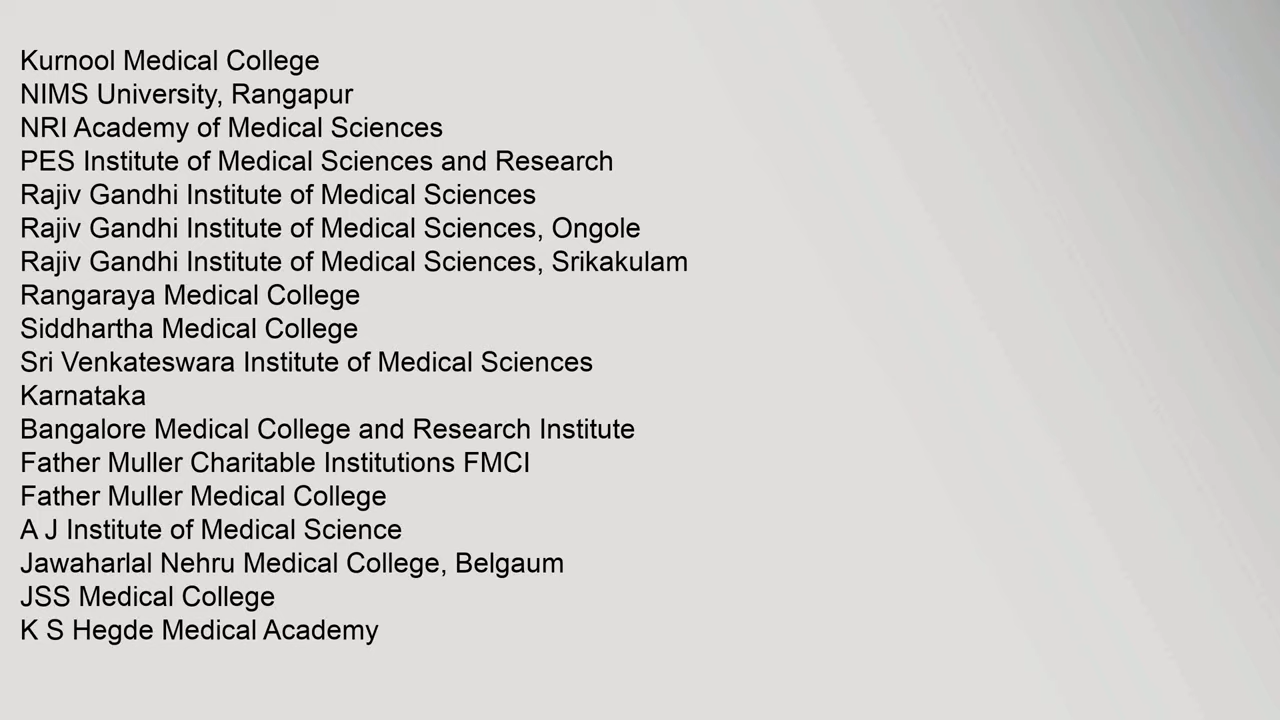 Kurnool Medical College
NIMS University, Rangapur
NRI Academy of Medical Sciences
PES Institute of Medical Sciences and Research
Rajiv Gandhi Institute of Medical Sciences
Rajiv Gandhi Institute of Medical Sciences, Ongole
Rajiv Gandhi Institute of Medical Sciences, Srikakulam
Rangaraya Medical College
Siddhartha Medical College
Sri Venkateswara Institute of Medical Sciences
Karnataka
Bangalore Medical College and Research Institute
Father Muller Charitable Institutions FMCI
Father Muller Medical College
A J Institute of Medical Science
Jawaharlal Nehru Medical College, Belgaum
JSS Medical College
K S Hegde Medical Academy